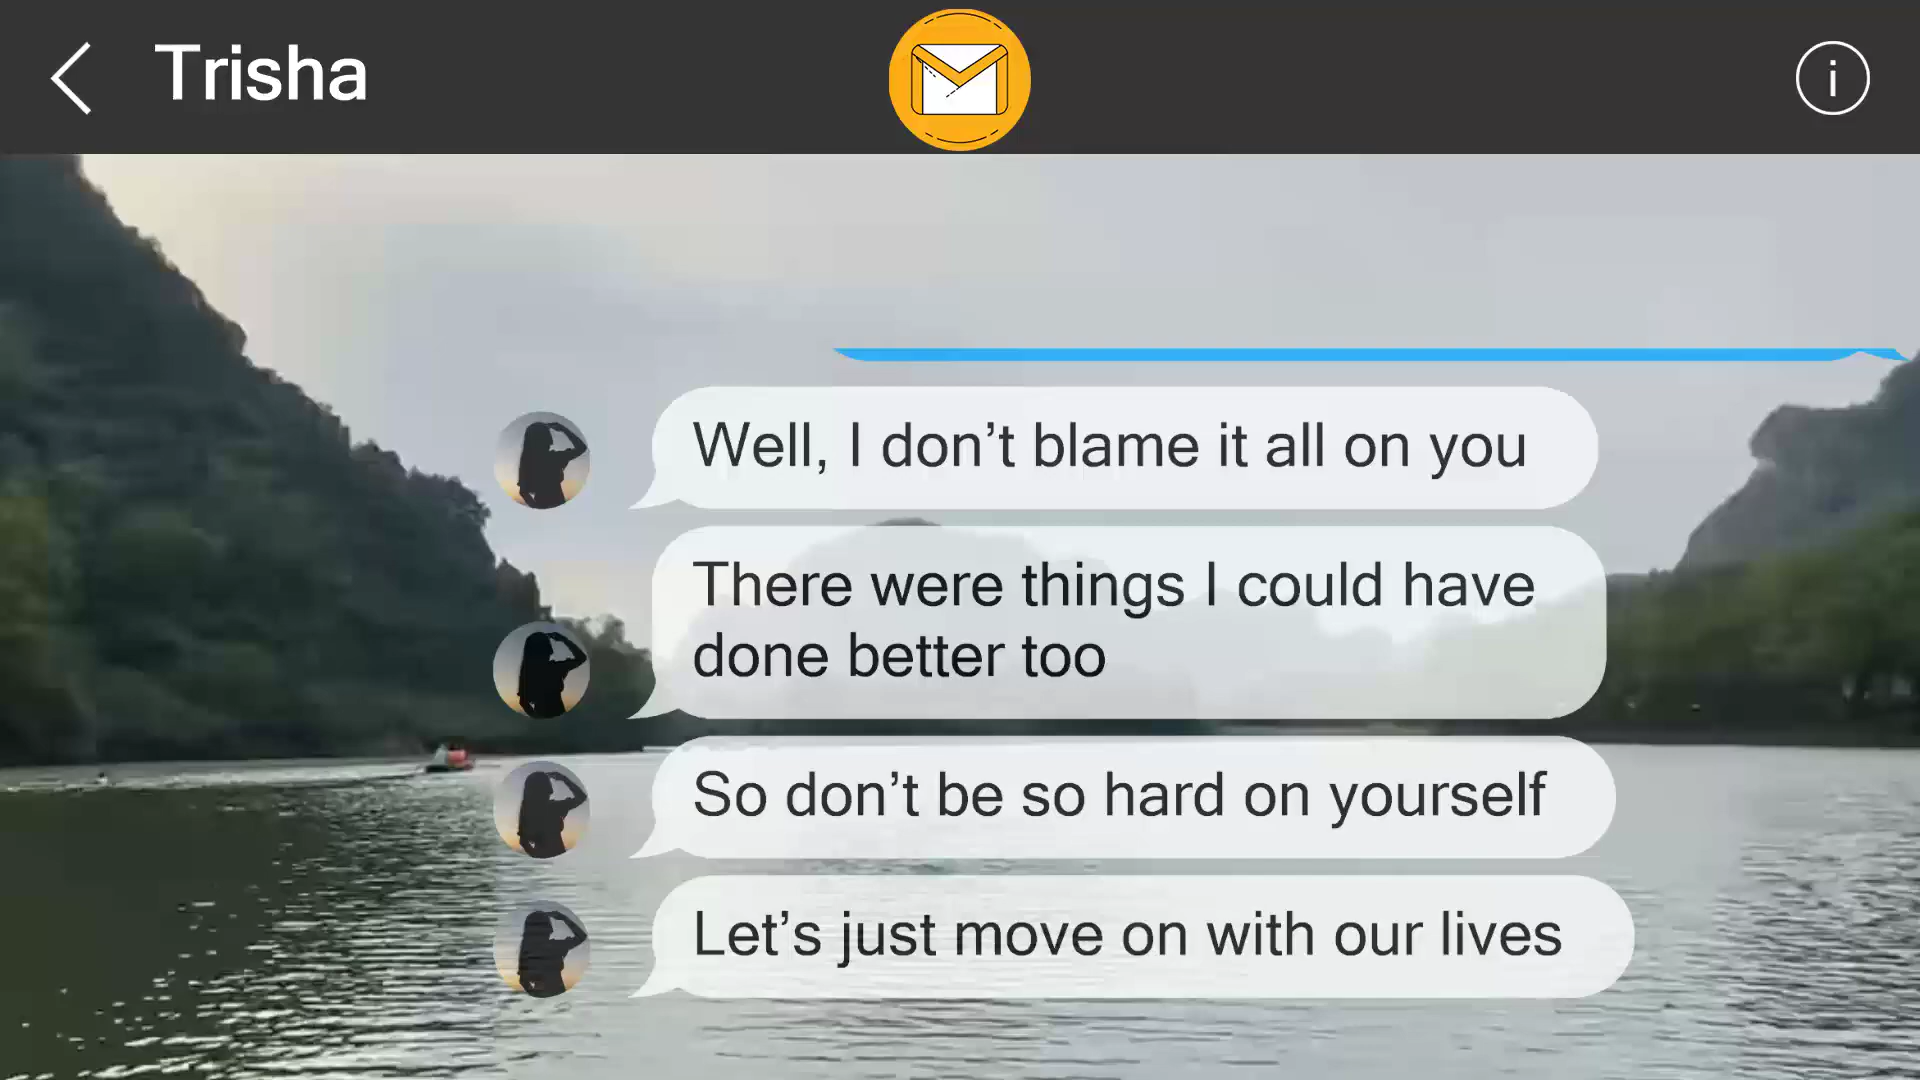 Trisha
i
Well, I don’t blame it all on you
There were things I could have
done better too
So don’t be so hard on yourself
Let’s just move on with our lives